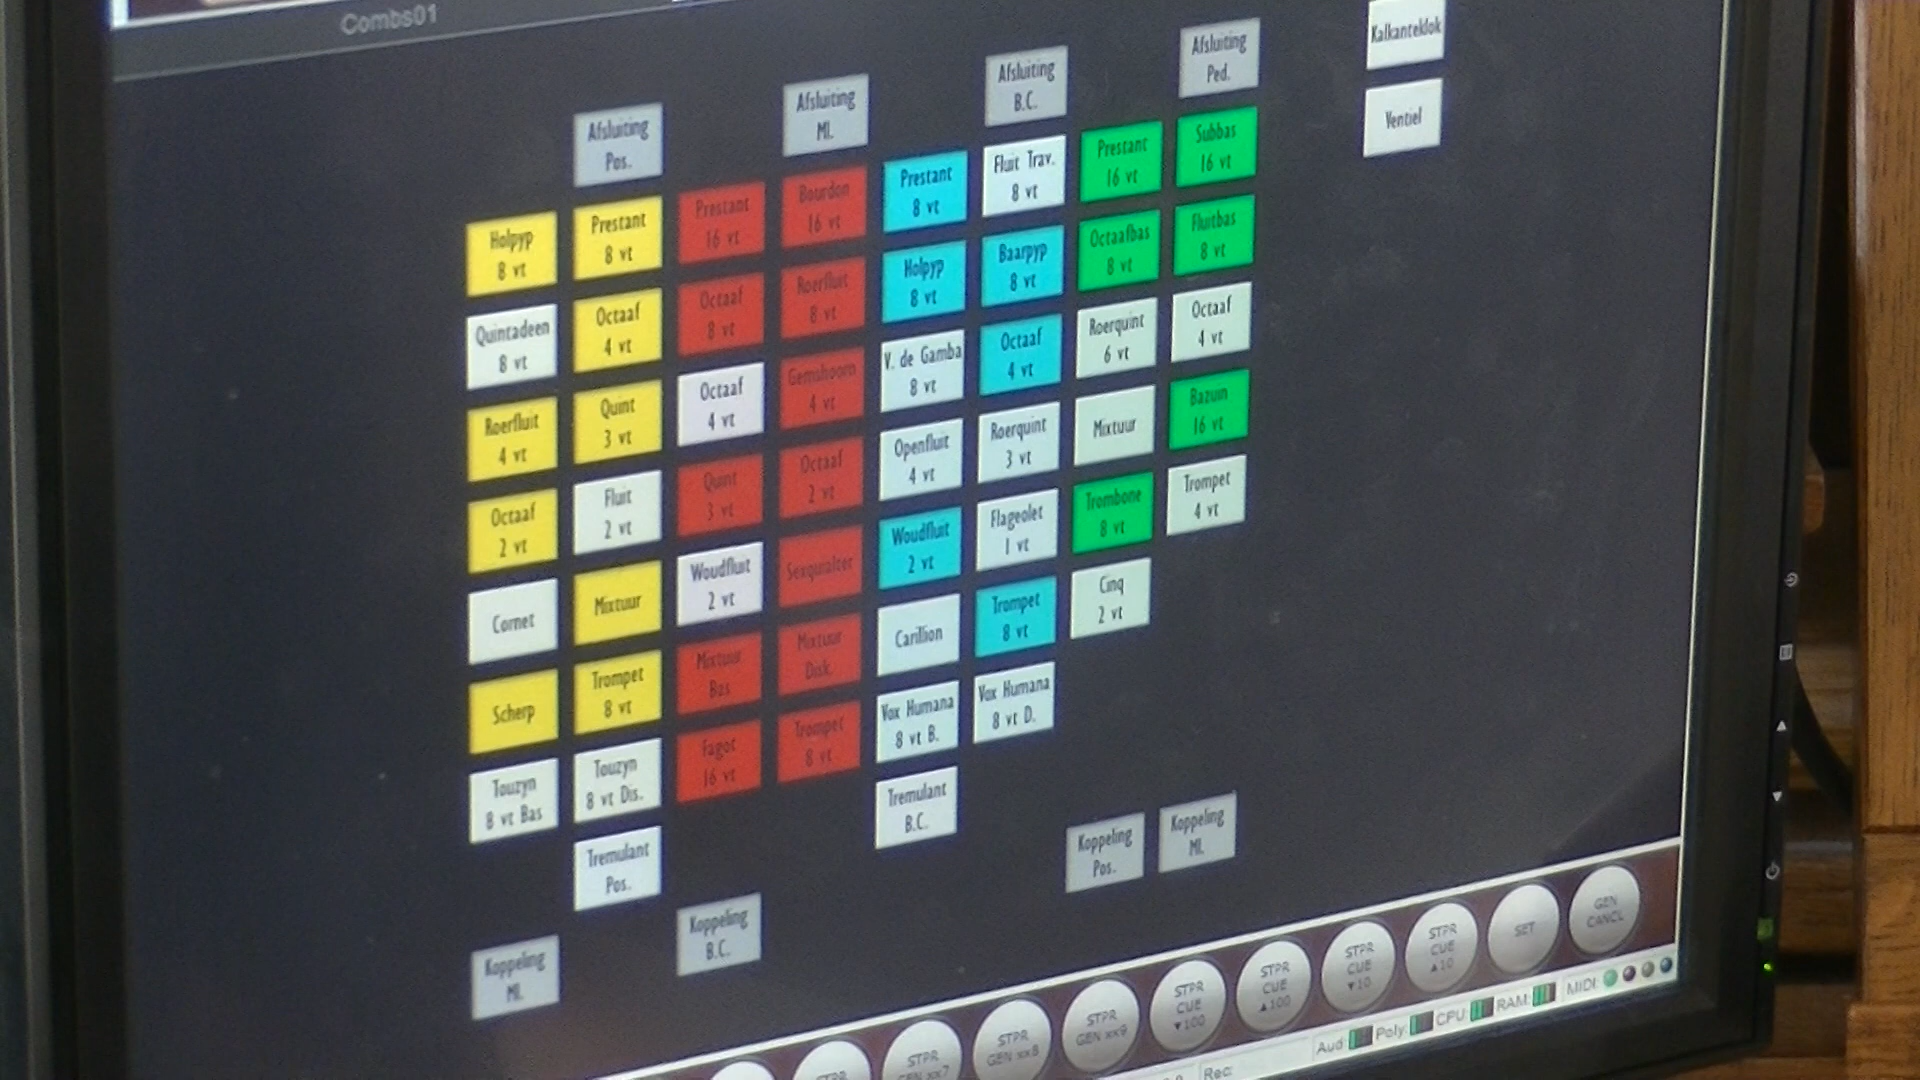 Combs01
Afsluiting
Pos.
Afsluiting
Ml.
Afsluiting
B.C.
Afsluiting
Ped.
Kalkanteklok
Ventiel
Holpyp
8 vt
Quintadeen
8 vt
Roerfluit
4 vt
Octaaf
2 vt
Cornet
Scherp
Touzyn
8 vt Bas
Prestant
8 vt
Octaaf
4 vt
Quint
3 vt
Fluit
2 vt
Mixtuur
Trompet
8 vt
Touzyn
8 vt Dis.
Tremulant
Pos.
Prestant
16 vt
Octaaf
8 vt
Octaaf
4 vt
Quint
3 vt
Woudfluit
2 vt
Mixtuur
Bas
Fagot
16 vt
Bourdon
16 vt
Roerfluit
8 vt
Gemshoorn
4 vt
Octaaf
2 vt
Sexquialter
Mixtuur
Disk.
Trompet
8 vt
Prestant
8 vt
Holpyp
8 vt
V. de Gamba
8 vt
Openfluit
4 vt
Woudfluit
2 vt
Carillion
Vox Humana
8 vt B.
Tremulant
B.C.
Fluit Trav.
8 vt
Baarpyp
8 vt
Octaaf
4 vt
Roerquint
3 vt
Flageolet
1 vt
Trompet
8 vt
Vox Humana
8 vt D.
Prestant
16 vt
Octaafbas
8 vt
Roerquint
6 vt
Mixtuur
Trombone
8 vt
Cinq
2 vt
Subbas
16 vt
Fluitbas
8 vt
Octaaf
4 vt
Bazuin
16 vt
Trompet
4 vt
Koppeling
Ml.
Koppeling
B.C.
Koppeling
Pos.
Koppeling
Ml.
STPR
STPR
GEN xx7
STPR
GEN xx8
STPR
GEN xx9
STPR
CUE
▼100
STPR
CUE
▲100
STPR
CUE
▼10
STPR
CUE
▲10
SET
GEN
CANCL
Rec:
Aud:
Poly:
CPU:
RAM:
MIDI: